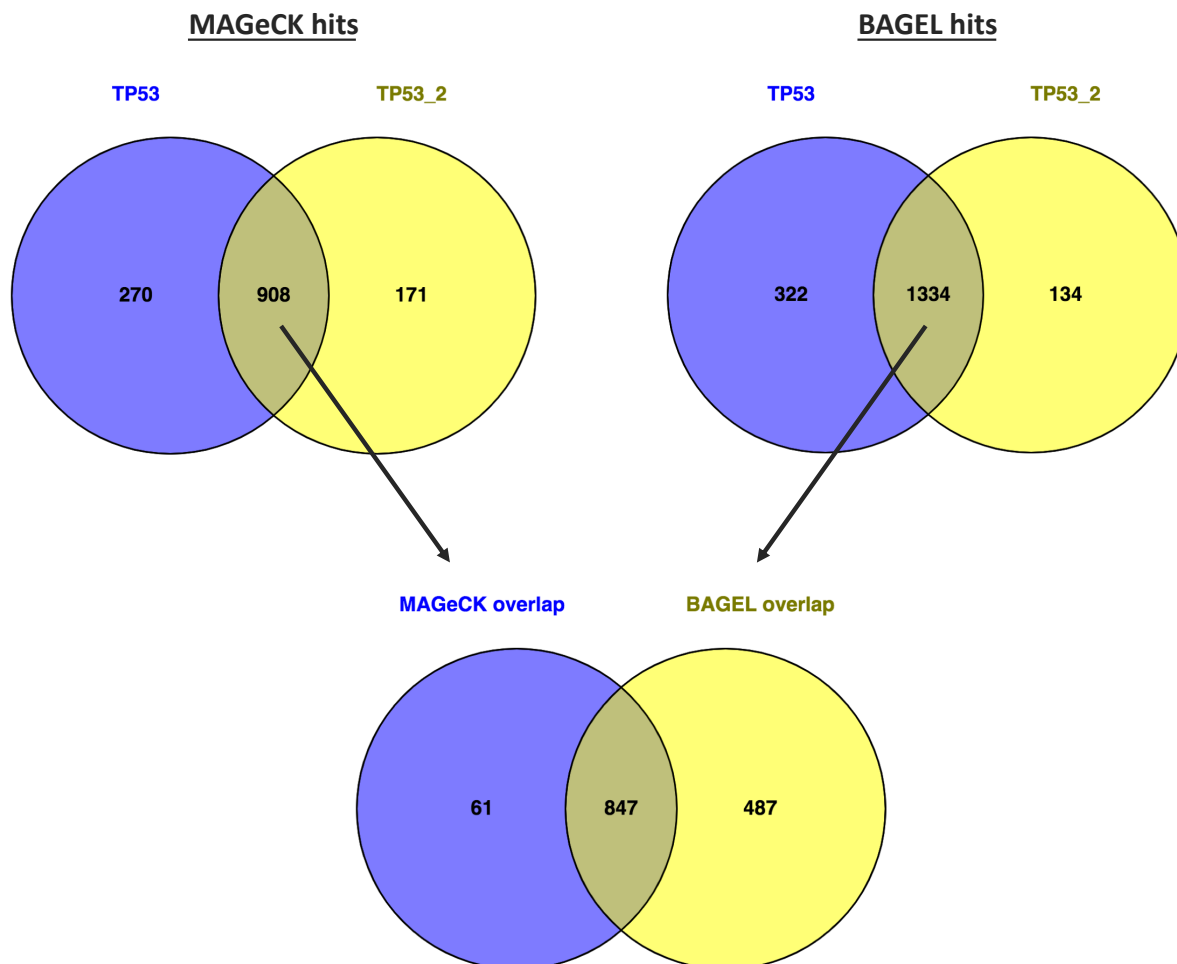 MAGeCK hits
BAGEL hits
TP53
TP53_2
TP53
TP53_2
270
908
171
322
1334
134
MAGeCK overlap
BAGEL overlap
61
847
487